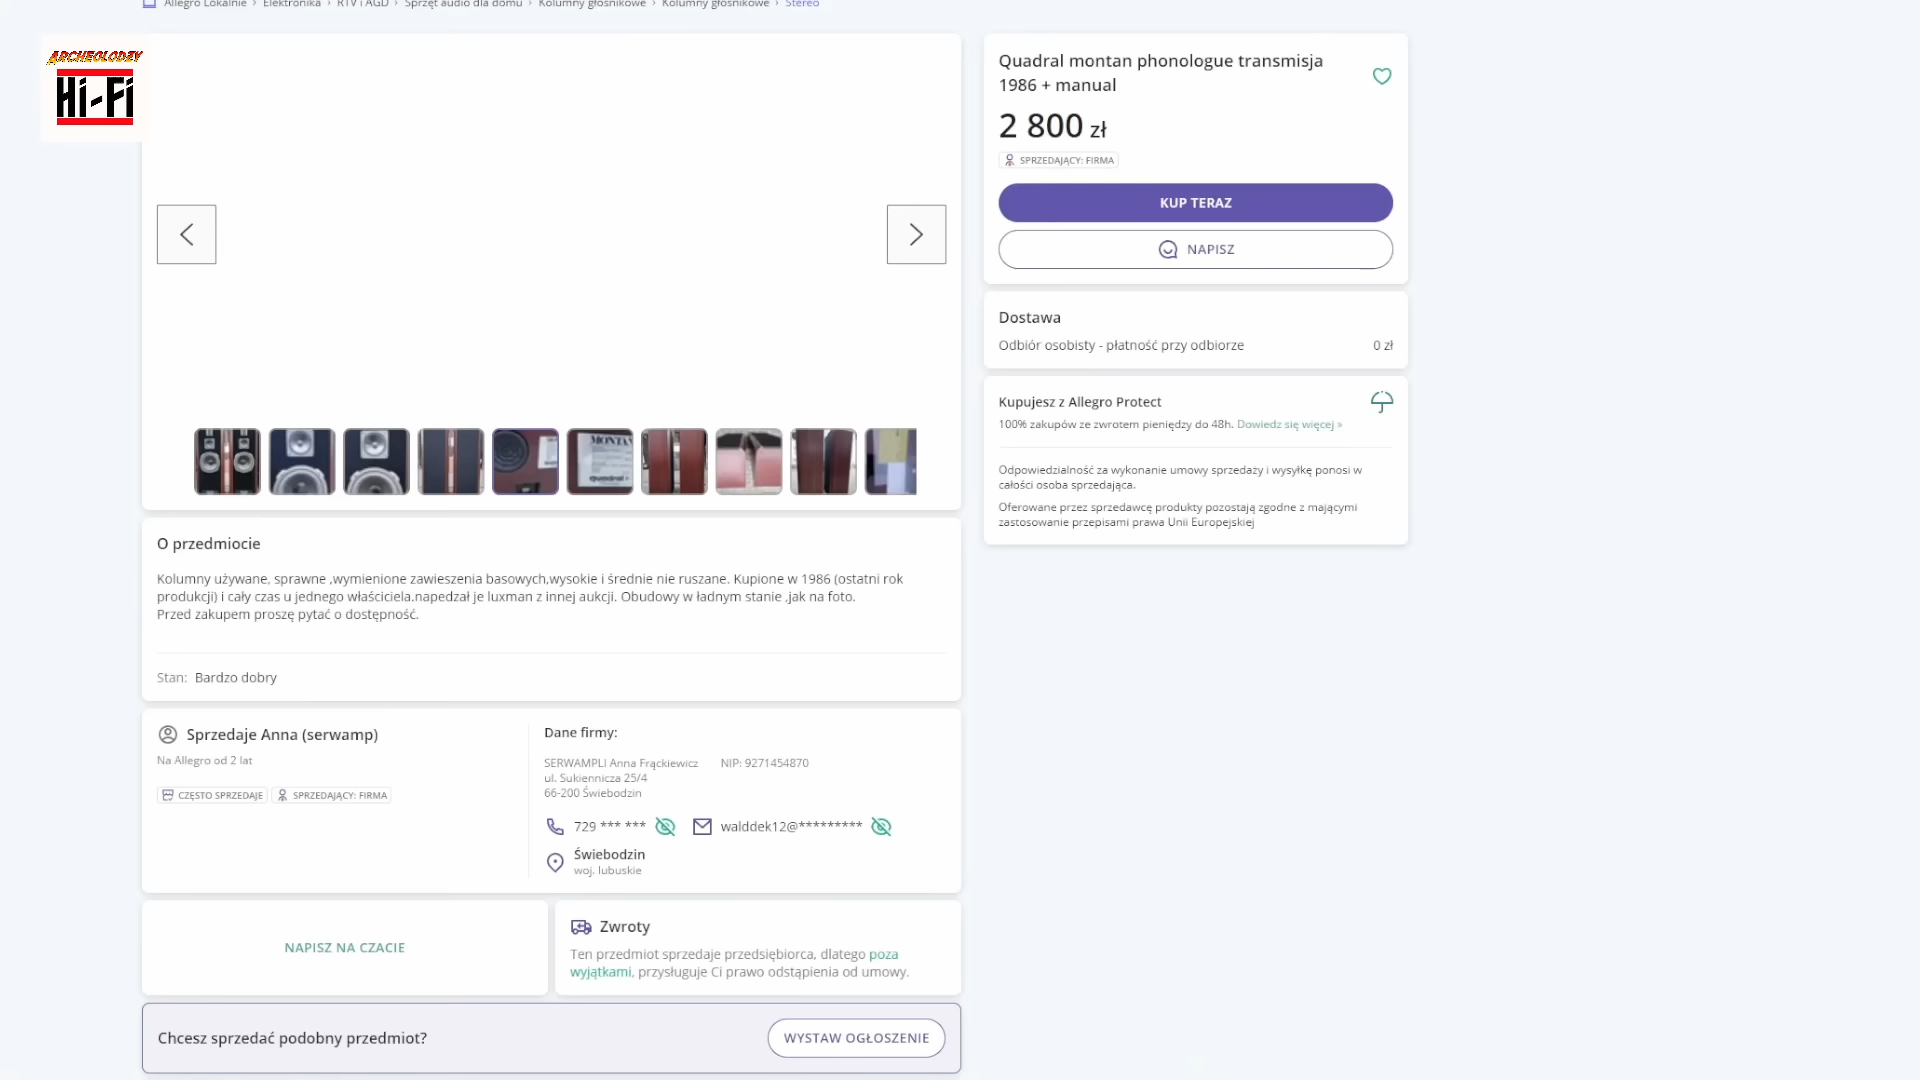 Allegro Lokalnie › Elektronika › RTV i AGD › Sprzęt audio dla domu › Kolumny głośnikowe › Kolumny głośnikowe › Stereo
ARCHEOLODZY
Hi-Fi
Quadral montan phonologue transmisja
1986 + manual
2 800 zł
SPRZEDAJĄCY: FIRMA
KUP TERAZ
NAPISZ
Dostawa
Odbiór osobisty - płatność przy odbiorze 0 zł
Kupujesz z Allegro Protect
100% zakupów ze zwrotem pieniędzy do 48h. Dowiedz się więcej »
Odpowiedzialność za wykonanie umowy sprzedaży i wysyłkę ponosi w
całości osoba sprzedająca.
Oferowane przez sprzedawcę produkty pozostają zgodne z mającymi
zastosowanie przepisami prawa Unii Europejskiej
MONTAN
quadral
O przedmiocie
Kolumny używane, sprawne ,wymienione zawieszenia basowych,wysokie i średnie nie ruszane. Kupione w 1986 (ostatni rok
produkcji) i cały czas u jednego właściciela.napedzał je luxman z innej aukcji. Obudowy w ładnym stanie ,jak na foto.
Przed zakupem proszę pytać o dostępność.
Stan: Bardzo dobry
Sprzedaje Anna (serwamp)
Na Allegro od 2 lat
CZĘSTO SPRZEDAJE SPRZEDAJĄCY: FIRMA
Dane firmy:
SERWAMPLI Anna Frąckiewicz NIP: 9271454870
ul. Sukiennicza 25/4
66-200 Świebodzin
729 *** *** walddek12@*********
Świebodzin
woj. lubuskie
NAPISZ NA CZACIE
Zwroty
Ten przedmiot sprzedaje przedsiębiorca, dlatego poza
wyjątkami, przysługuje Ci prawo odstąpienia od umowy.
Chcesz sprzedać podobny przedmiot?
WYSTAW OGŁOSZENIE